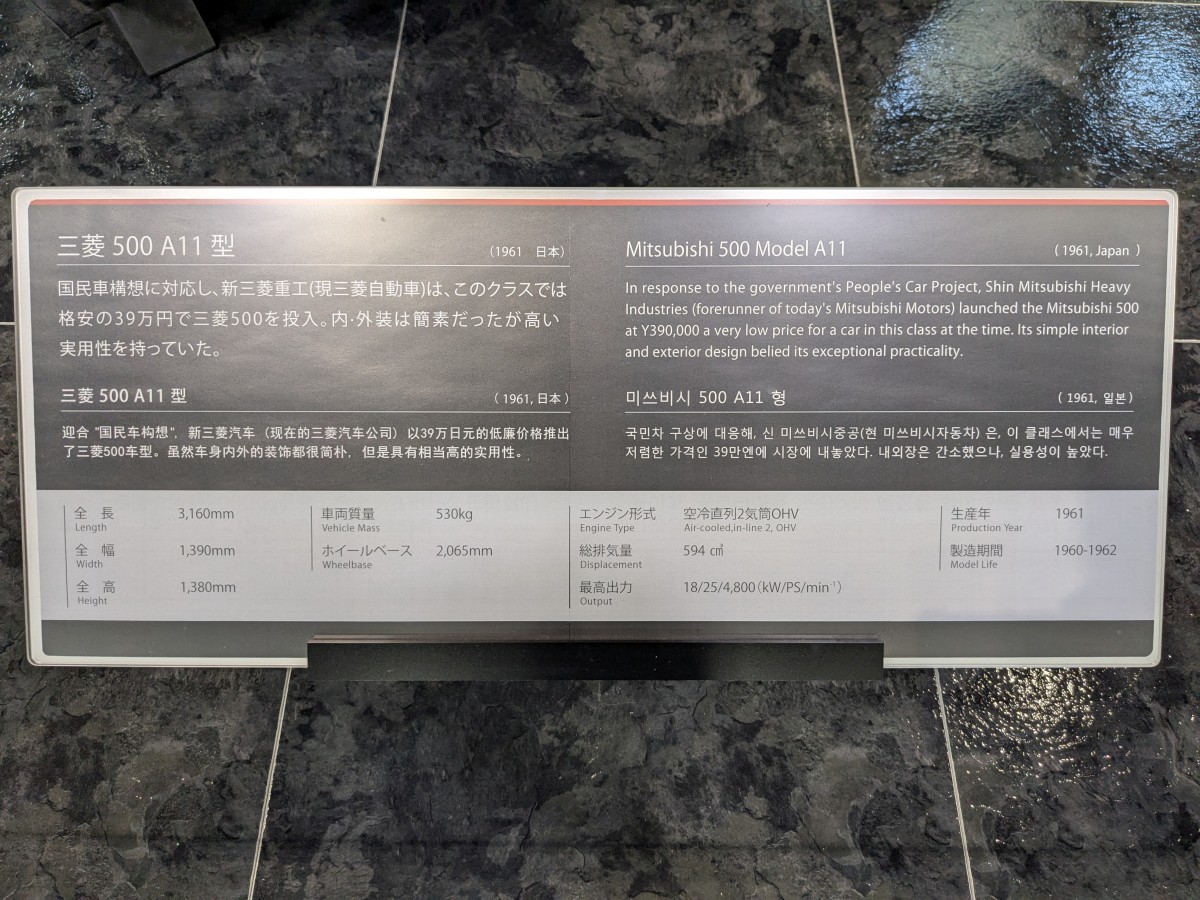 三菱 500 A11 型
(1961 日本)
国民車構想に対応し、新三菱重工(現三菱自動車)は、このクラスでは
格安の39万円で三菱500を投入。内·外装は簡素だったが高い
実用性を持っていた。
三菱 500 A11 型
( 1961, 日本 )
迎合 "国民车构想", 新三菱汽车 (现在的三菱汽车公司) 以39万日元的低廉价格推出
了三菱500车型。虽然车身内外的装饰都很简朴, 但是具有相当高的实用性。
Mitsubishi 500 Model A11
( 1961, Japan )
In response to the government's People's Car Project, Shin Mitsubishi Heavy
Industries (forerunner of today's Mitsubishi Motors) launched the Mitsubishi 500
at Y390,000 a very low price for a car in this class at the time. Its simple interior
and exterior design belied its exceptional practicality.
미쓰비시 500 A11 형
( 1961, 일본 )
국민차 구상에 대응해, 신 미쓰비시중공(현 미쓰비시자동차) 은, 이 클래스에서는 매우
저렴한 가격인 39만엔에 시장에 내놓았다. 내외장은 간소했으나, 실용성이 높았다.
全 長 3,160mm
Length
全 幅 1,390mm
Width
全 高 1,380mm
Height
車両質量 530kg
Vehicle Mass
ホイールベース 2,065mm
Wheelbase
エンジン形式 空冷直列2気筒OHV
Engine Type Air-cooled,in-line 2, OHV
総排気量 594 ㎤
Displacement
最高出力 18/25/4,800(kW/PS/min⁻¹)
Output
生産年 1961
Production Year
製造期間 1960-1962
Model Life